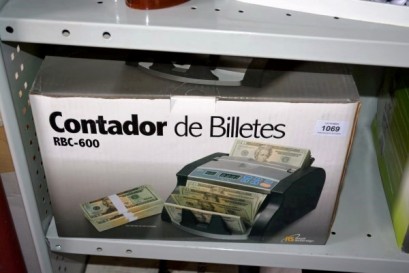 Contador de Billetes
RBC-600
1069